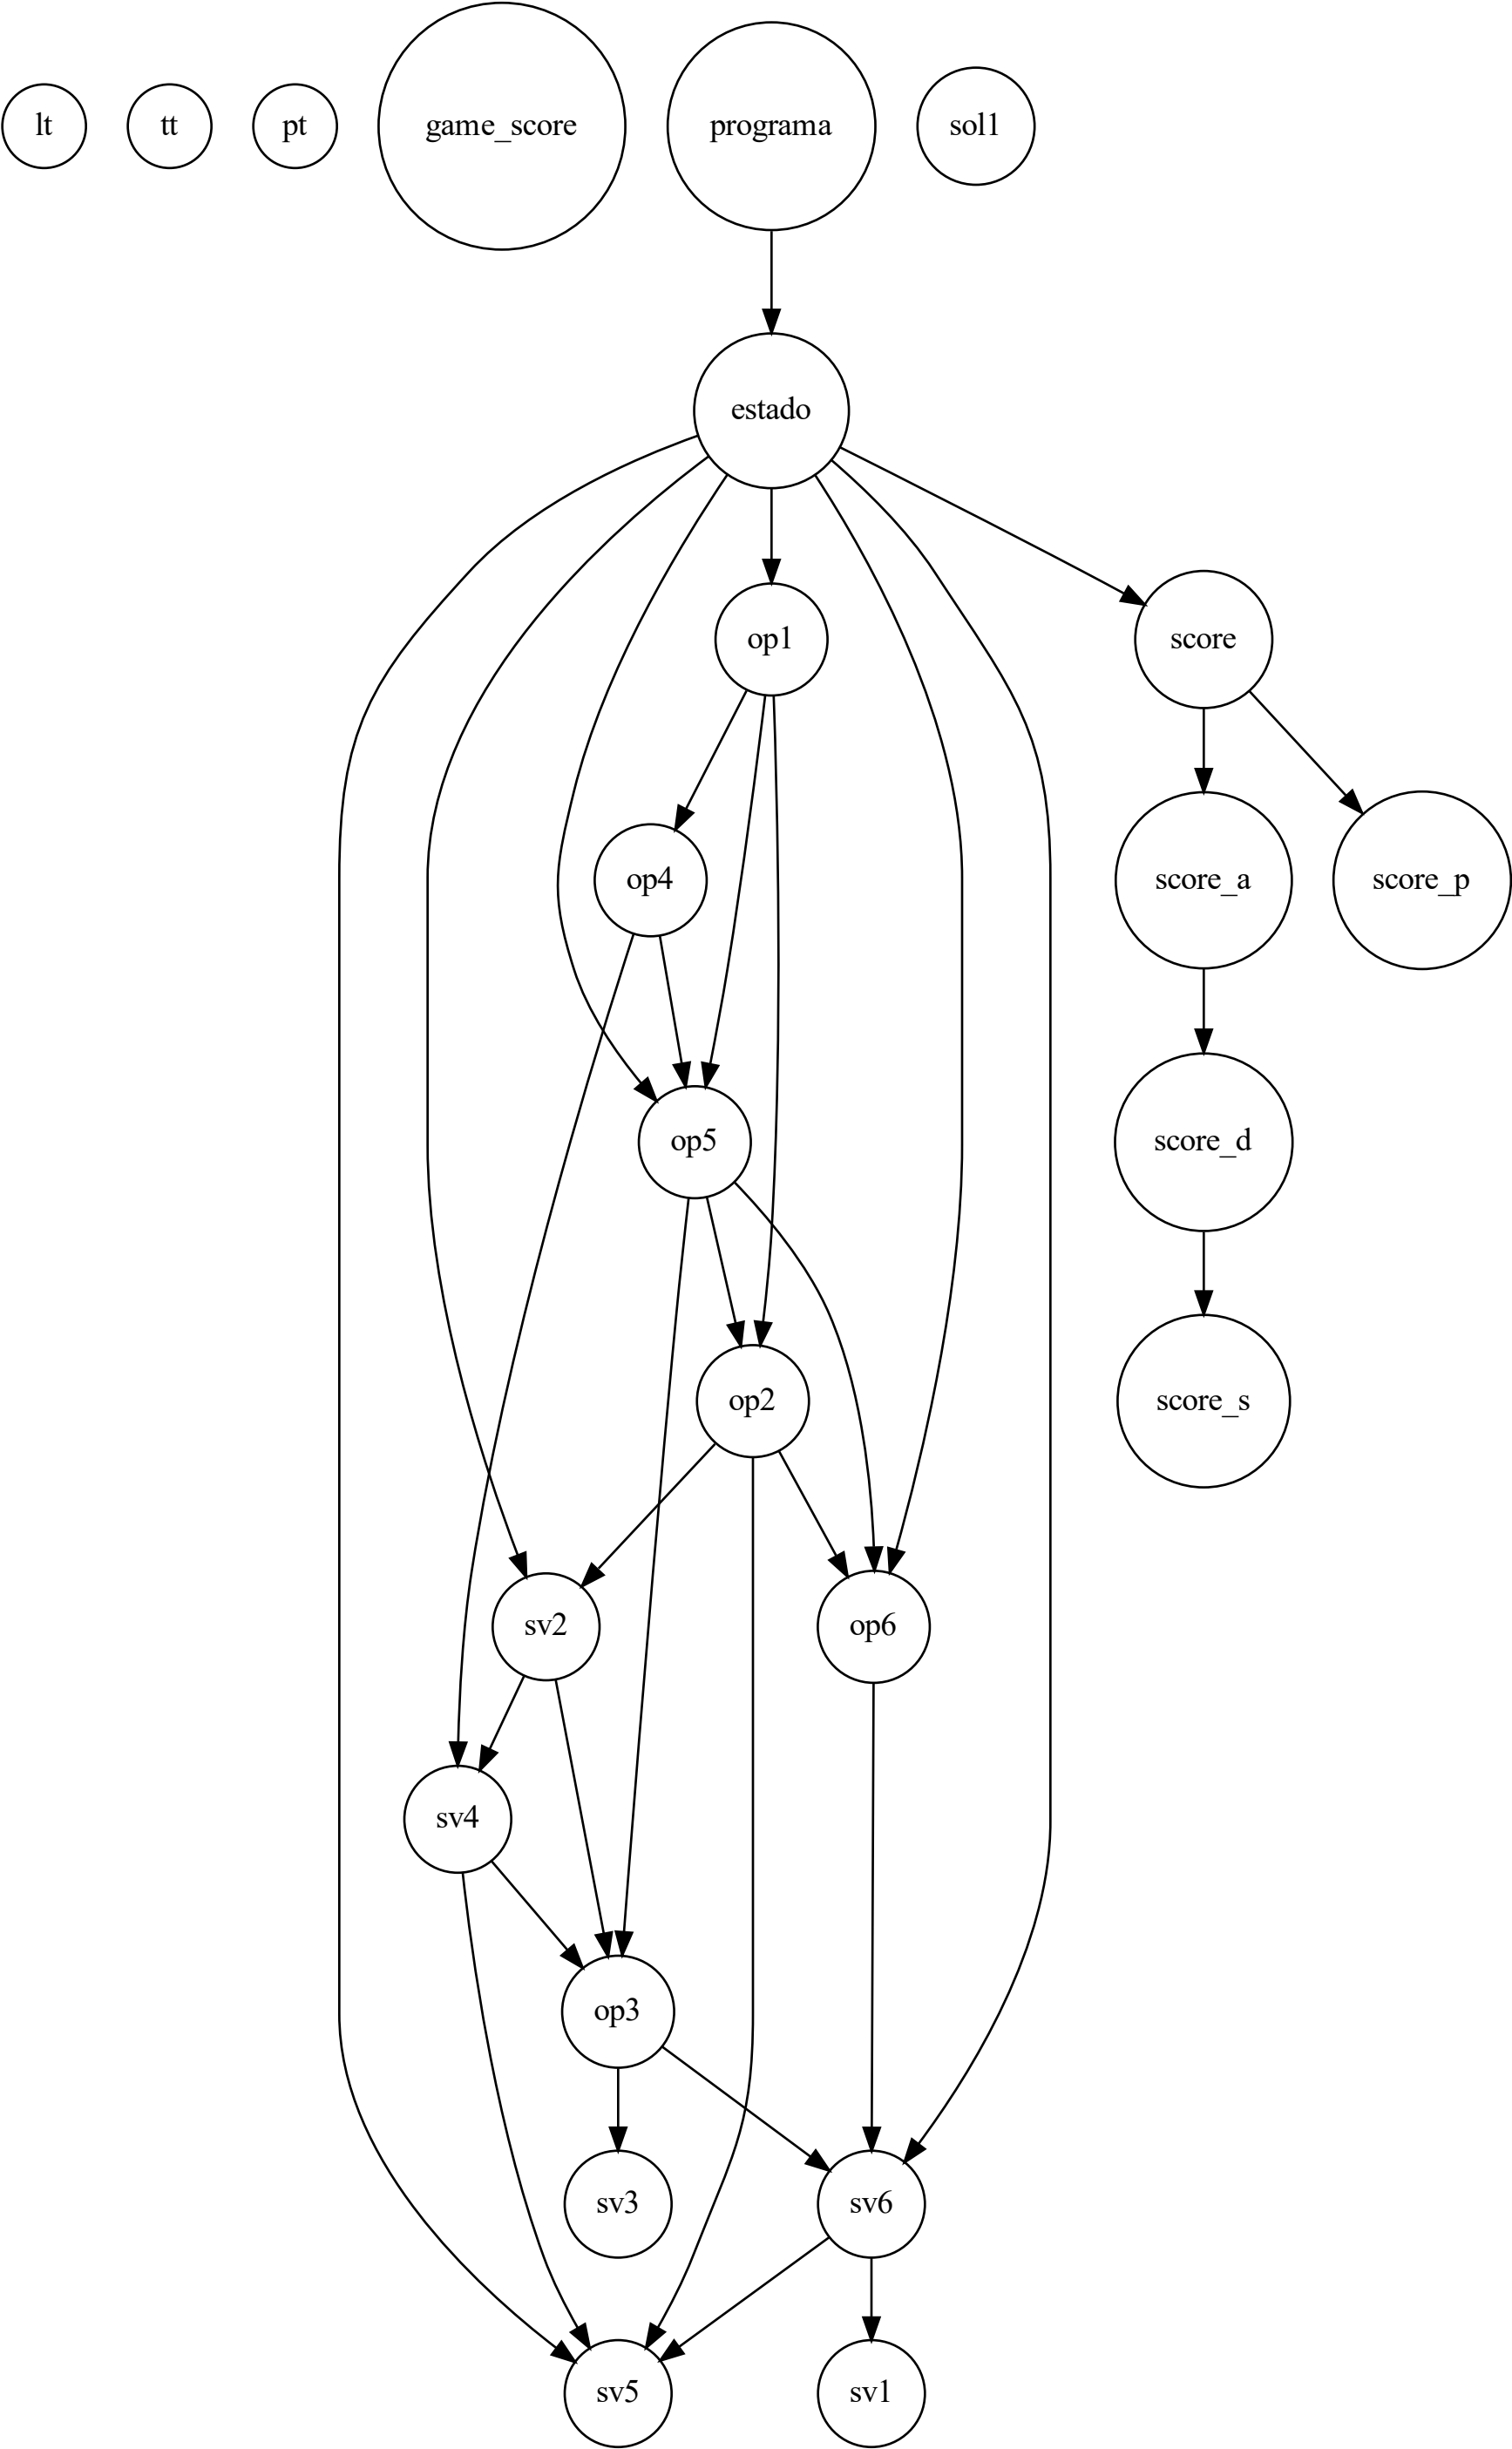 lt
tt
pt
game_score
programa
sol1
estado
op1
score
op4
score_a
score_p
op5
score_d
op2
score_s
sv2
op6
sv4
op3
sv3
sv6
sv5
sv1